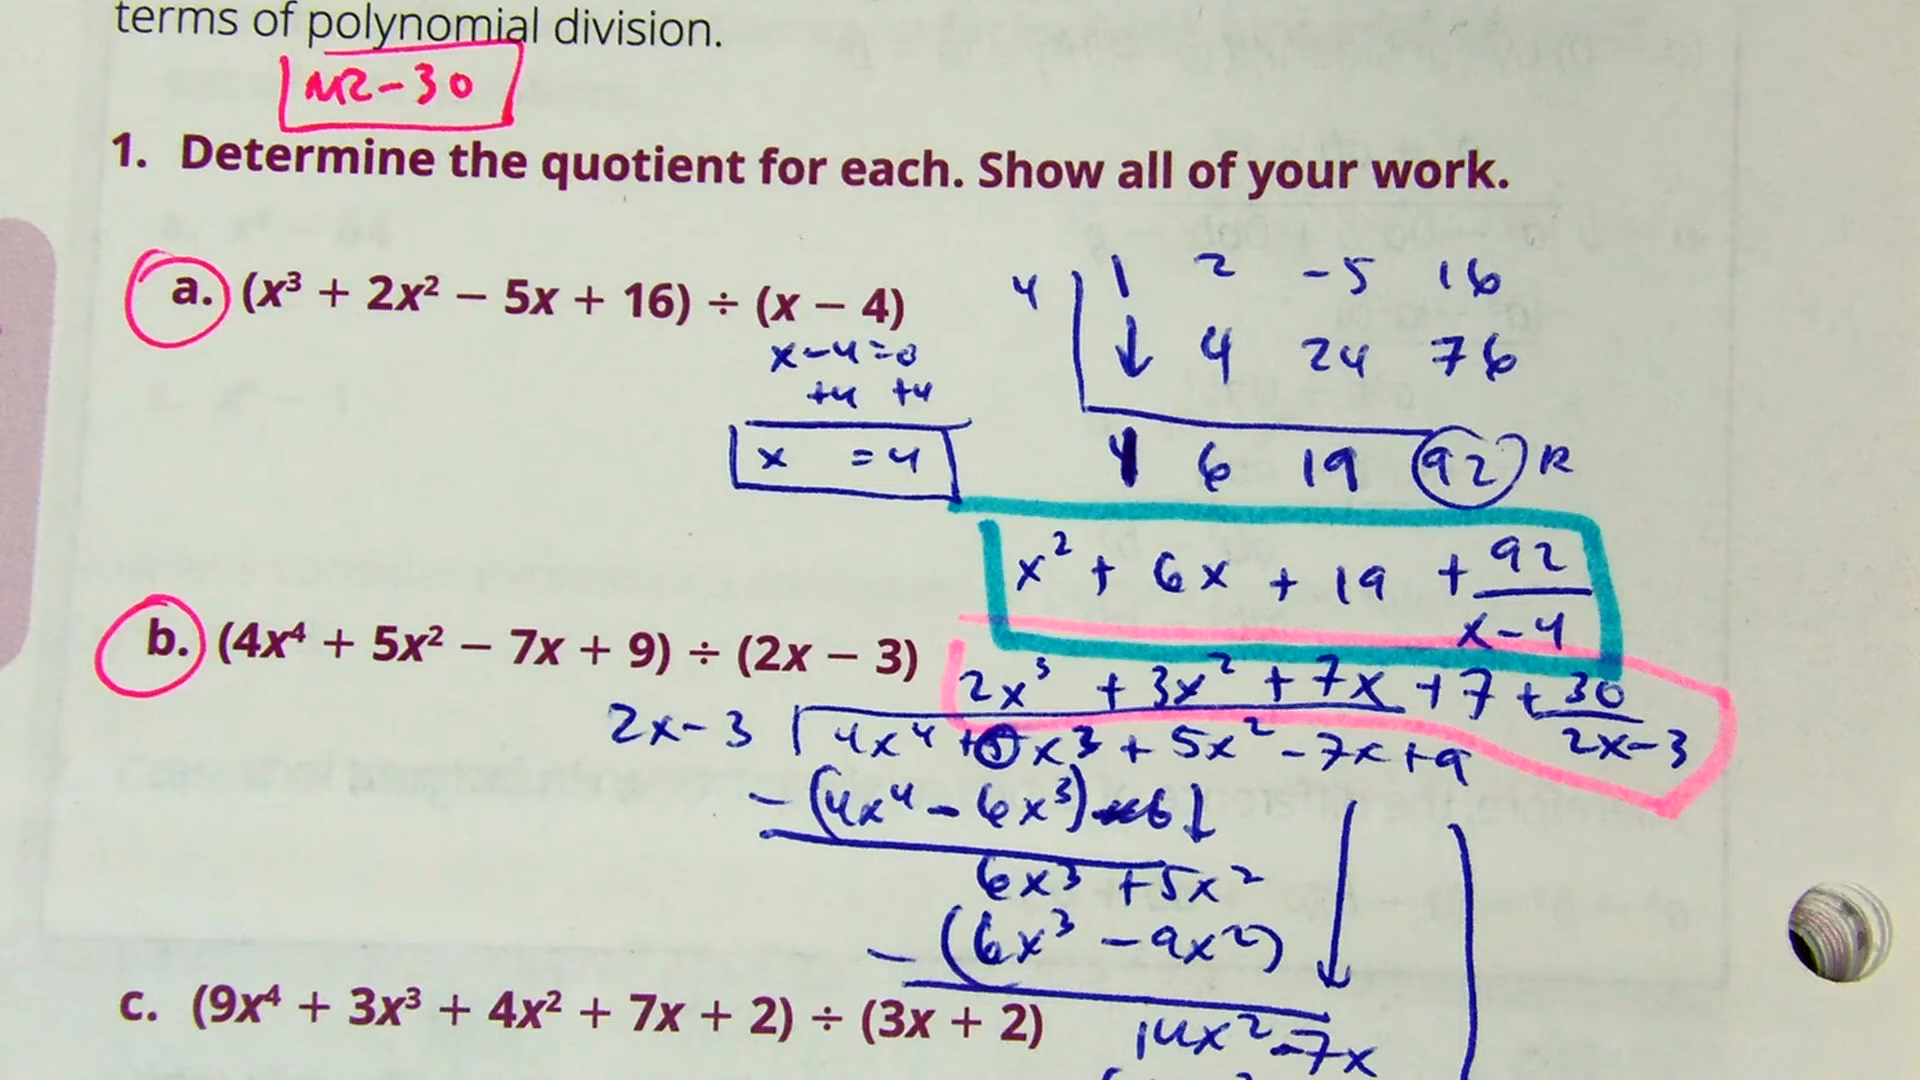 terms of polynomial division.
M2-30
1. Determine the quotient for each. Show all of your work.
a. (x³ + 2x² − 5x + 16) ÷ (x − 4)
x-4=0
+4 +4
x = 4
4 1 2 -5 16
↓ 4 24 76
1 6 19 92 R
x² + 6x + 19 + 92/x-4
b. (4x⁴ + 5x² − 7x + 9) ÷ (2x − 3)
2x³ + 3x² + 7x + 7 + 30/2x-3
2x-3 4x⁴ + 0x³ + 5x² - 7x + 9
-(4x⁴ - 6x³) ↓
6x³ + 5x²
-(6x³ - 9x²)
14x² - 7x
c. (9x⁴ + 3x³ + 4x² + 7x + 2) ÷ (3x + 2)